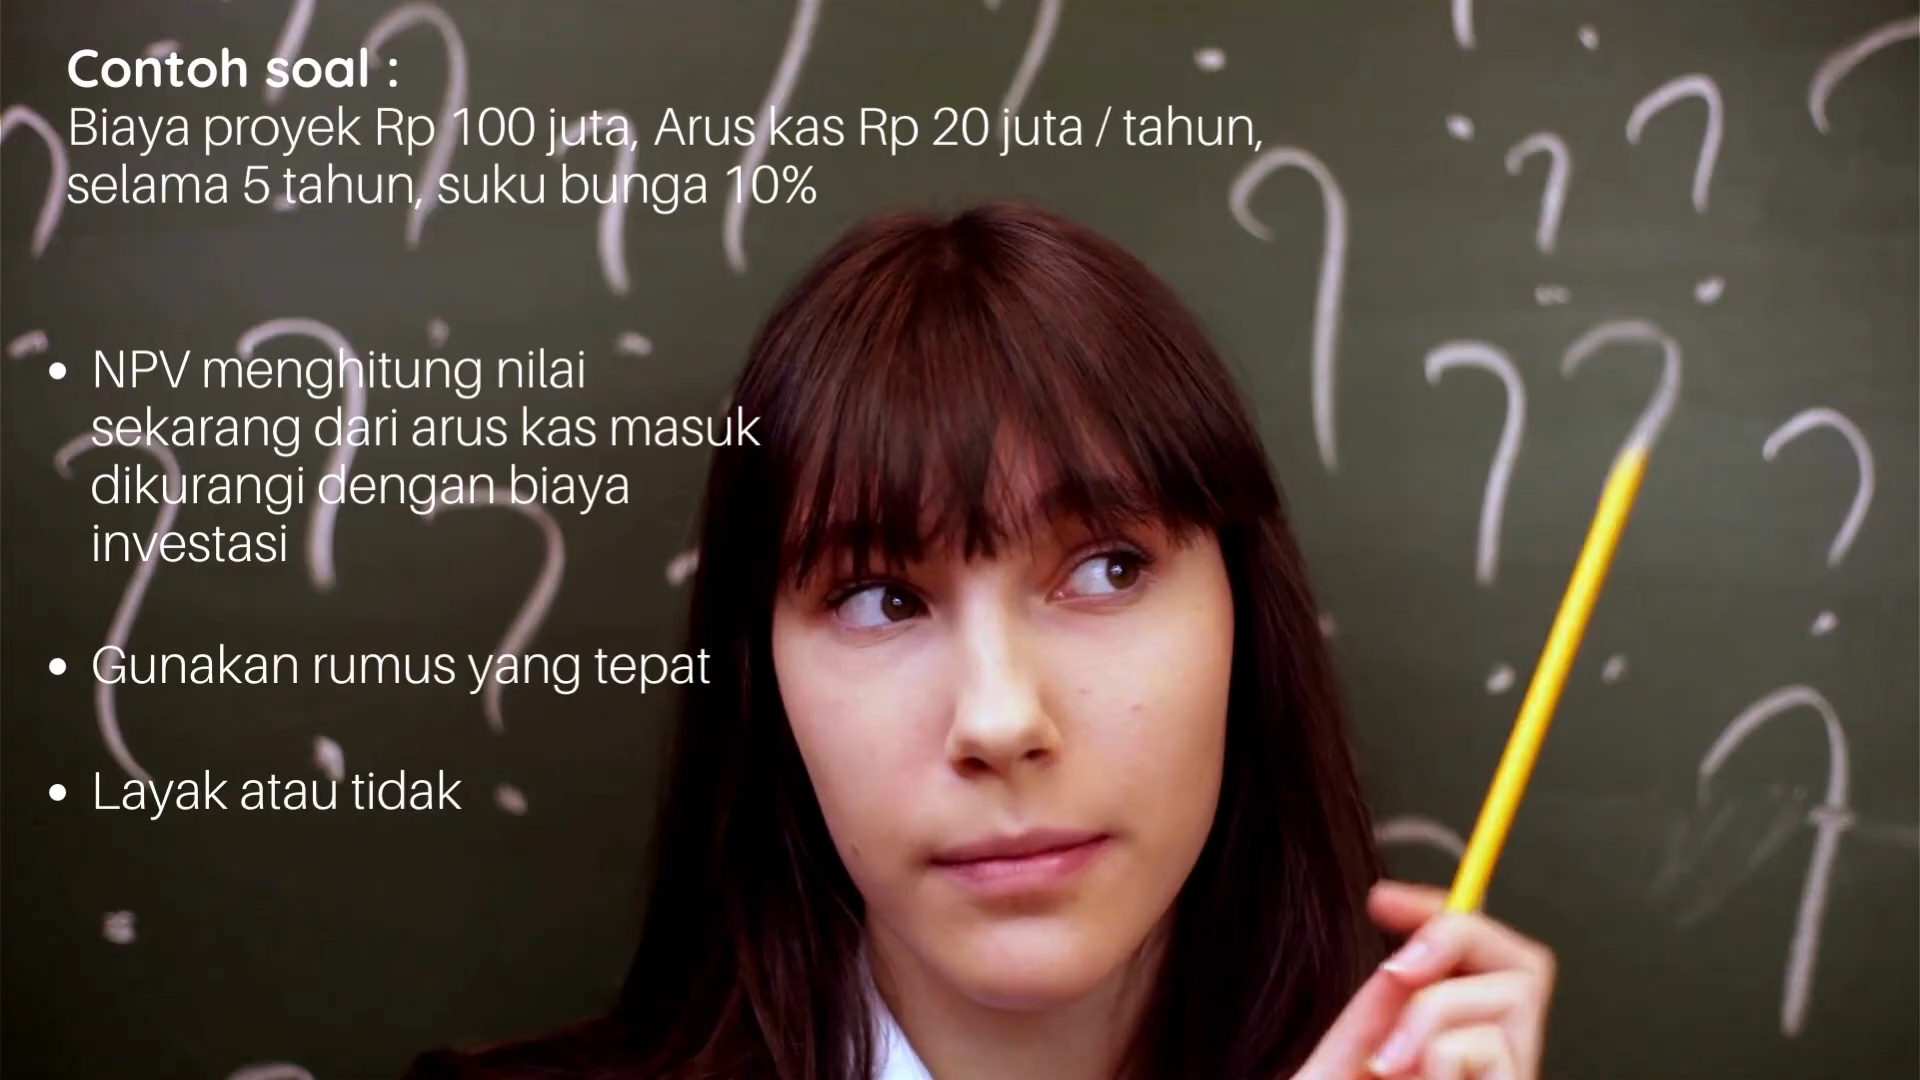 Contoh soal :
Biaya proyek Rp 100 juta, Arus kas Rp 20 juta / tahun,
selama 5 tahun, suku bunga 10%
• NPV menghitung nilai
sekarang dari arus kas masuk
dikurangi dengan biaya
investasi
• Gunakan rumus yang tepat
• Layak atau tidak